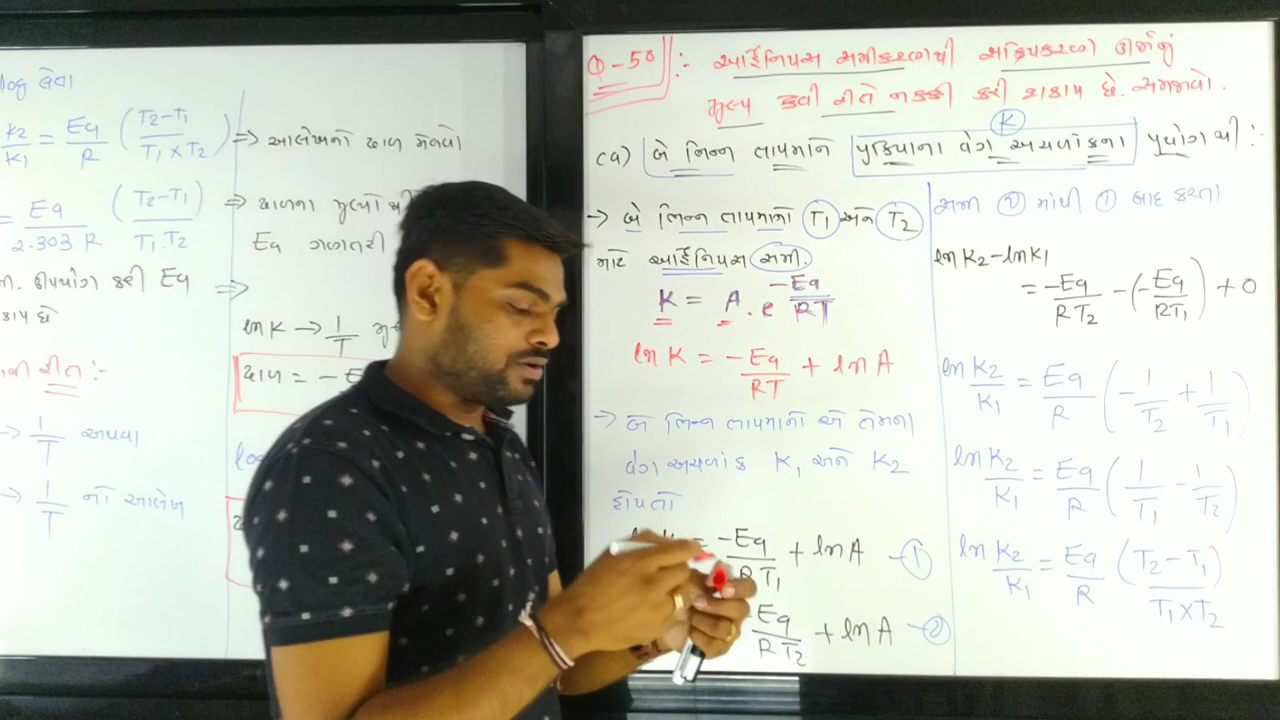 log લેવા
K2/K1 = Ea/R (T2-T1 / T1×T2)
= Ea/2.303 R (T2-T1 / T1.T2)
ઉપયોગ કરી Ea
રીત :-
→ 1/T અથવા
→ 1/T નો આલેખ
⇒ આલેખનો ઢાળ મેળવો
⇒ ઢાળના મૂલ્યો
Ea ગણતરી
⇒
ln K → 1/T
ઢાળ = - E
Q-50 :- આર્હેનિયસ સમીકરણથી સક્રિયકરણ ઊર્જાનું
મૂલ્ય કેવી રીતે નક્કી કરી શકાય છે. સમજાવો.
K
(a) બે ભિન્ન તાપમાને પ્રક્રિયાના વેગ અચળાંકના પ્રયોગથી :
→ બે ભિન્ન તાપમાનો T1 અને T2
માટે આર્હેનિયસ સમી.
K = A. e -Ea/RT
ln K = -Ea/RT + ln A
→ બે ભિન્ન તાપમાનો એ તેમના
વેગ અચળાંક K1 અને K2
હોય તો
= -Ea/RT1 + ln A -①
Ea/RT2 + ln A -②
સમી ② માંથી ① બાદ કરતા
ln K2 - ln K1
= -Ea/RT2 - (-Ea/RT1) + 0
ln K2/K1 = Ea/R (-1/T2 + 1/T1)
ln K2/K1 = Ea/R (1/T1 - 1/T2)
ln K2/K1 = Ea/R (T2-T1 / T1×T2)